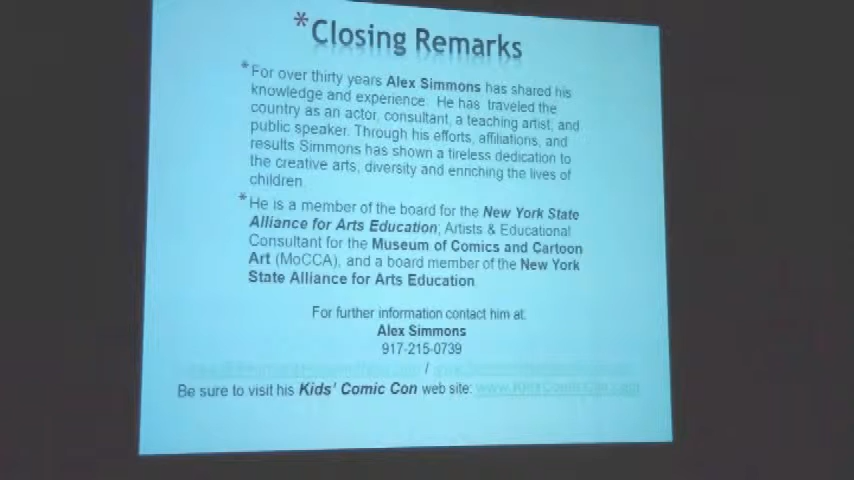 *Closing Remarks
*For over thirty years Alex Simmons has shared his
knowledge and experience. He has traveled the
country as an actor, consultant, a teaching artist, and
public speaker. Through his efforts, affiliations, and
results Simmons has shown a tireless dedication to
the creative arts, diversity and enriching the lives of
children.
*He is a member of the board for the New York State
Alliance for Arts Education; Artists & Educational
Consultant for the Museum of Comics and Cartoon
Art (MoCCA), and a board member of the New York
State Alliance for Arts Education
For further information contact him at:
Alex Simmons
917-215-0739
/
Be sure to visit his Kids' Comic Con web site: www.KidsComicCon.com